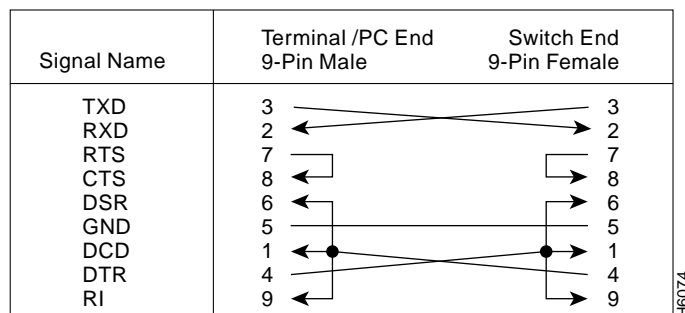 Signal Name Terminal /PC End Switch End
9-Pin Male 9-Pin Female
TXD 3 3
RXD 2 2
RTS 7 7
CTS 8 8
DSR 6 6
GND 5 5
DCD 1 1
DTR 4 4
RI 9 9
H6074